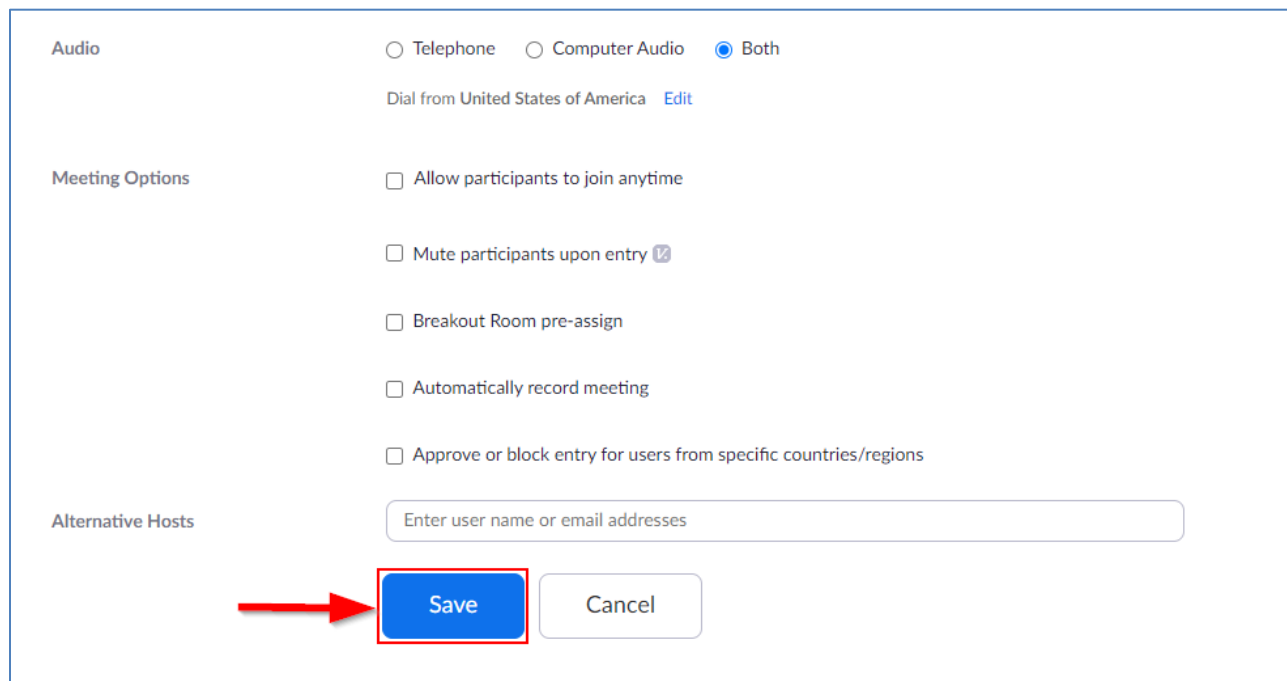 Audio
Telephone Computer Audio Both
Dial from United States of America Edit
Meeting Options
Allow participants to join anytime
Mute participants upon entry
Breakout Room pre-assign
Automatically record meeting
Approve or block entry for users from specific countries/regions
Alternative Hosts
Enter user name or email addresses
Save Cancel